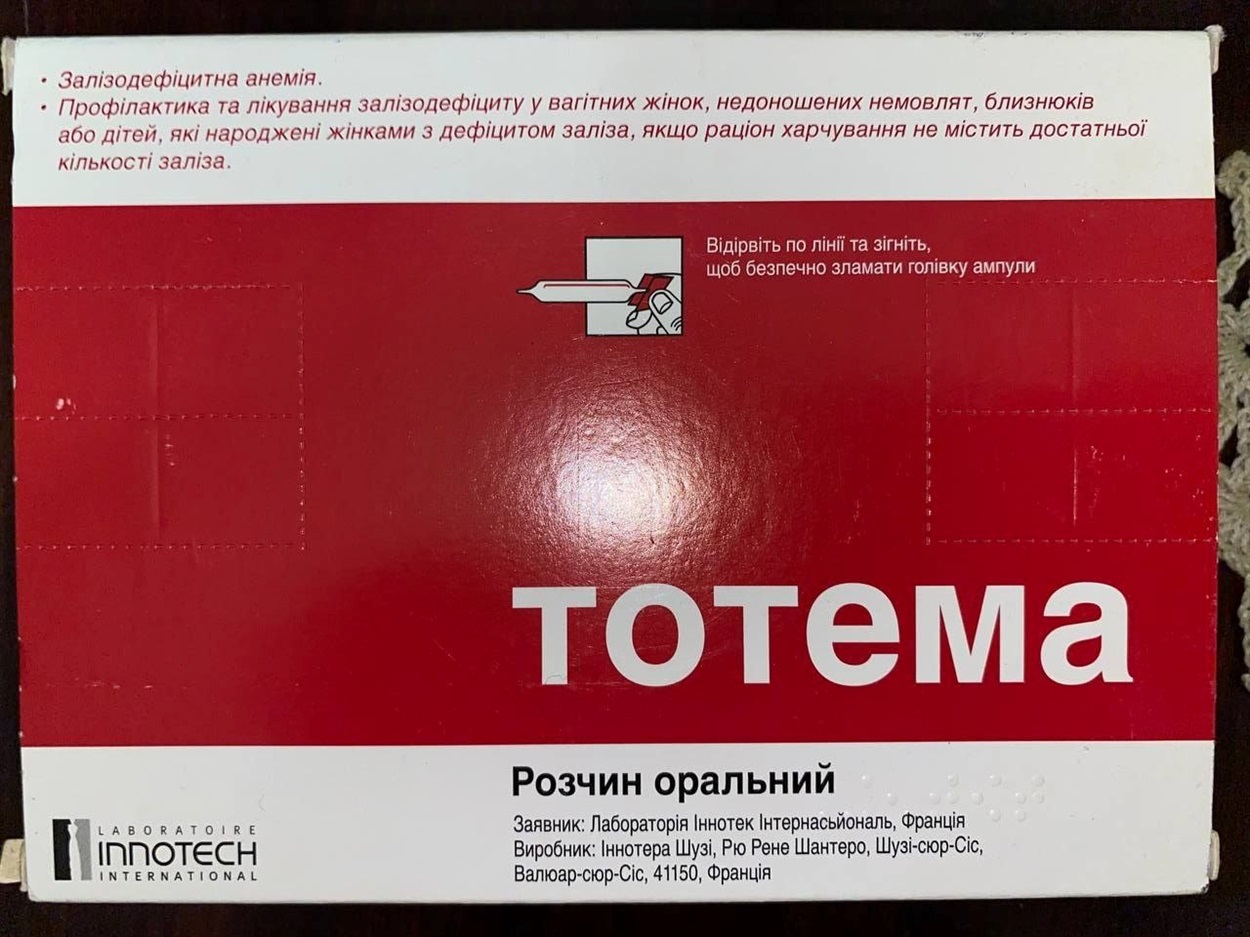 • Залізодефіцитна анемія.
• Профілактика та лікування залізодефіциту у вагітних жінок, недоношених немовлят, близнюків
або дітей, які народжені жінками з дефіцитом заліза, якщо раціон харчування не містить достатньої
кількості заліза.
Відірвіть по лінії та зігніть,
щоб безпечно зламати голівку ампули
тотема
Розчин оральний
Заявник: Лабораторія Іннотек Інтернасьйональ, Франція
Виробник: Іннотера Шузі, Рю Рене Шантеро, Шузі-сюр-Сіс,
Валюар-сюр-Сіс, 41150, Франція
LABORATOIRE
INNOTECH
INTERNATIONAL